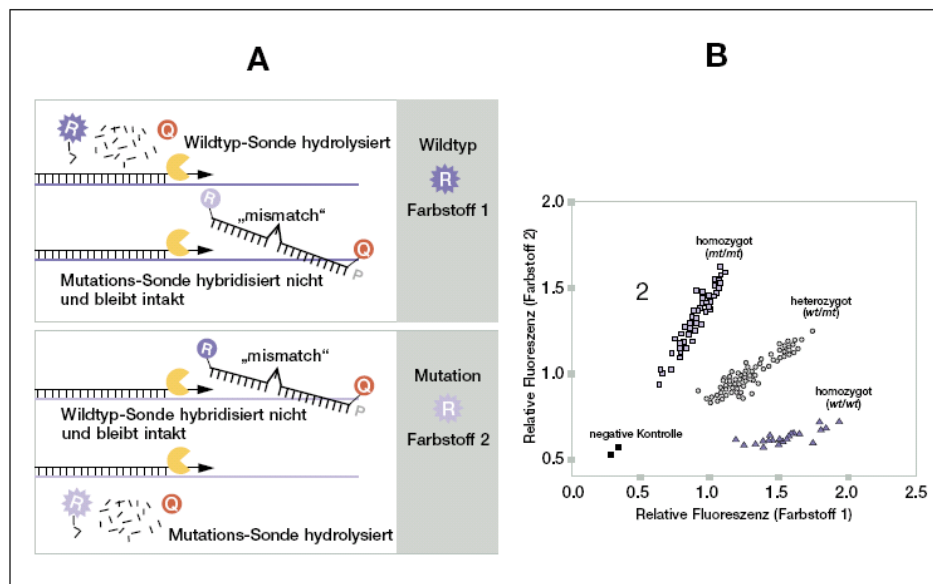 A
R
Q
Wildtyp-Sonde hydrolysiert
R
„mismatch“
Q
P
Mutations-Sonde hybridisiert nicht
und bleibt intakt
Wildtyp
R
Farbstoff 1
R
„mismatch“
Q
P
Wildtyp-Sonde hybridisiert nicht
und bleibt intakt
R
Q
Mutations-Sonde hydrolysiert
Mutation
R
Farbstoff 2
B
Relative Fluoreszenz (Farbstoff 2)
2.0
1.5
1.0
0.5
homozygot
(mt/mt)
2
heterozygot
(wt/mt)
homozygot
(wt/wt)
negative Kontrolle
0.0 0.5 1.0 1.5 2.0 2.5
Relative Fluoreszenz (Farbstoff 1)